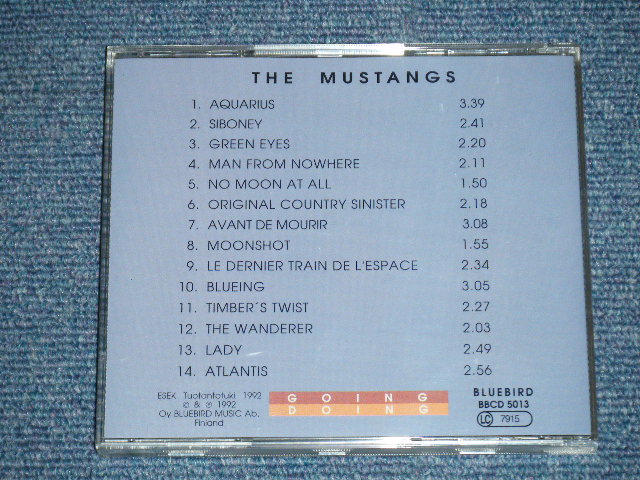 THE MUSTANGS
1. AQUARIUS 3.39
2. SIBONEY 2.41
3. GREEN EYES 2.20
4. MAN FROM NOWHERE 2.11
5. NO MOON AT ALL 1.50
6. ORIGINAL COUNTRY SINISTER 2.18
7. AVANT DE MOURIR 3.08
8. MOONSHOT 1.55
9. LE DERNIER TRAIN DE L'ESPACE 2.34
10. BLUEING 3.05
11. TIMBER´S TWIST 2.27
12. THE WANDERER 2.03
13. LADY 2.49
14. ATLANTIS 2.56
ESEK Tuotantotuki 1992
© & ℗ 1992
Oy BLUEBIRD MUSIC Ab.
Finland
GOING
DOING
BLUEBIRD
BBCD 5013
LC 7915